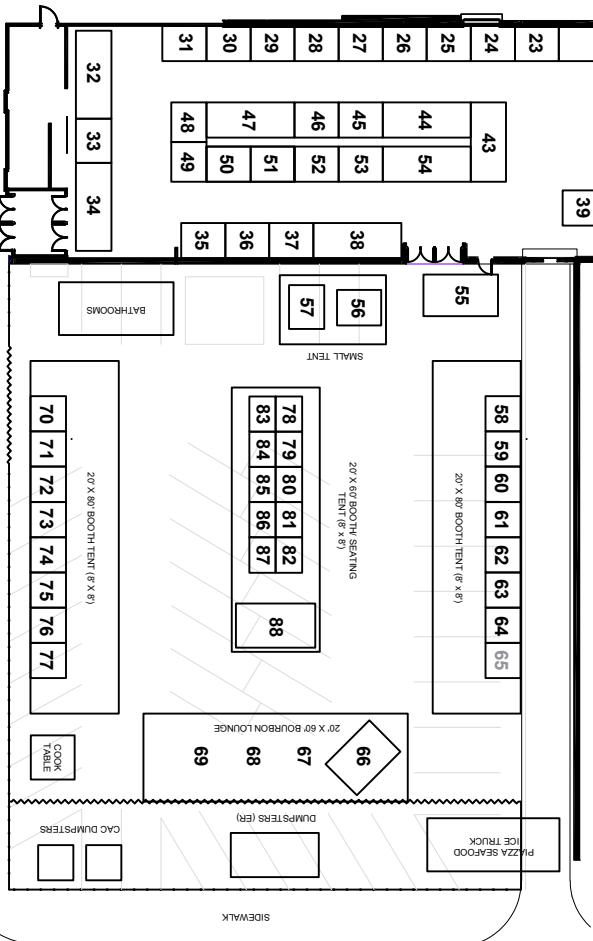 31 30 29 28 27 26 25 24 23
32
33
34
48 47 46 45 44 43
49 50 51 52 53 54
39
35 36 37 38
BATHROOMS
57 56
SMALL TENT
55
70
71
72
73
74
75
76
77
20' X 80' BOOTH TENT (8' X 8')
83 78
84 79
85 80
86 81
87 82
88
20' X 60' BOOTH/ SEATING
TENT (8' x 8')
20' X 80' BOOTH TENT (8' X 8')
58
59
60
61
62
63
64
65
20' X 60' BOURBON LOUNGE
69 68 67 66
COOK
TABLE
CAC DUMPSTERS
DUMPSTERS (ER)
PIAZZA SEAFOOD
ICE TRUCK
SIDEWALK